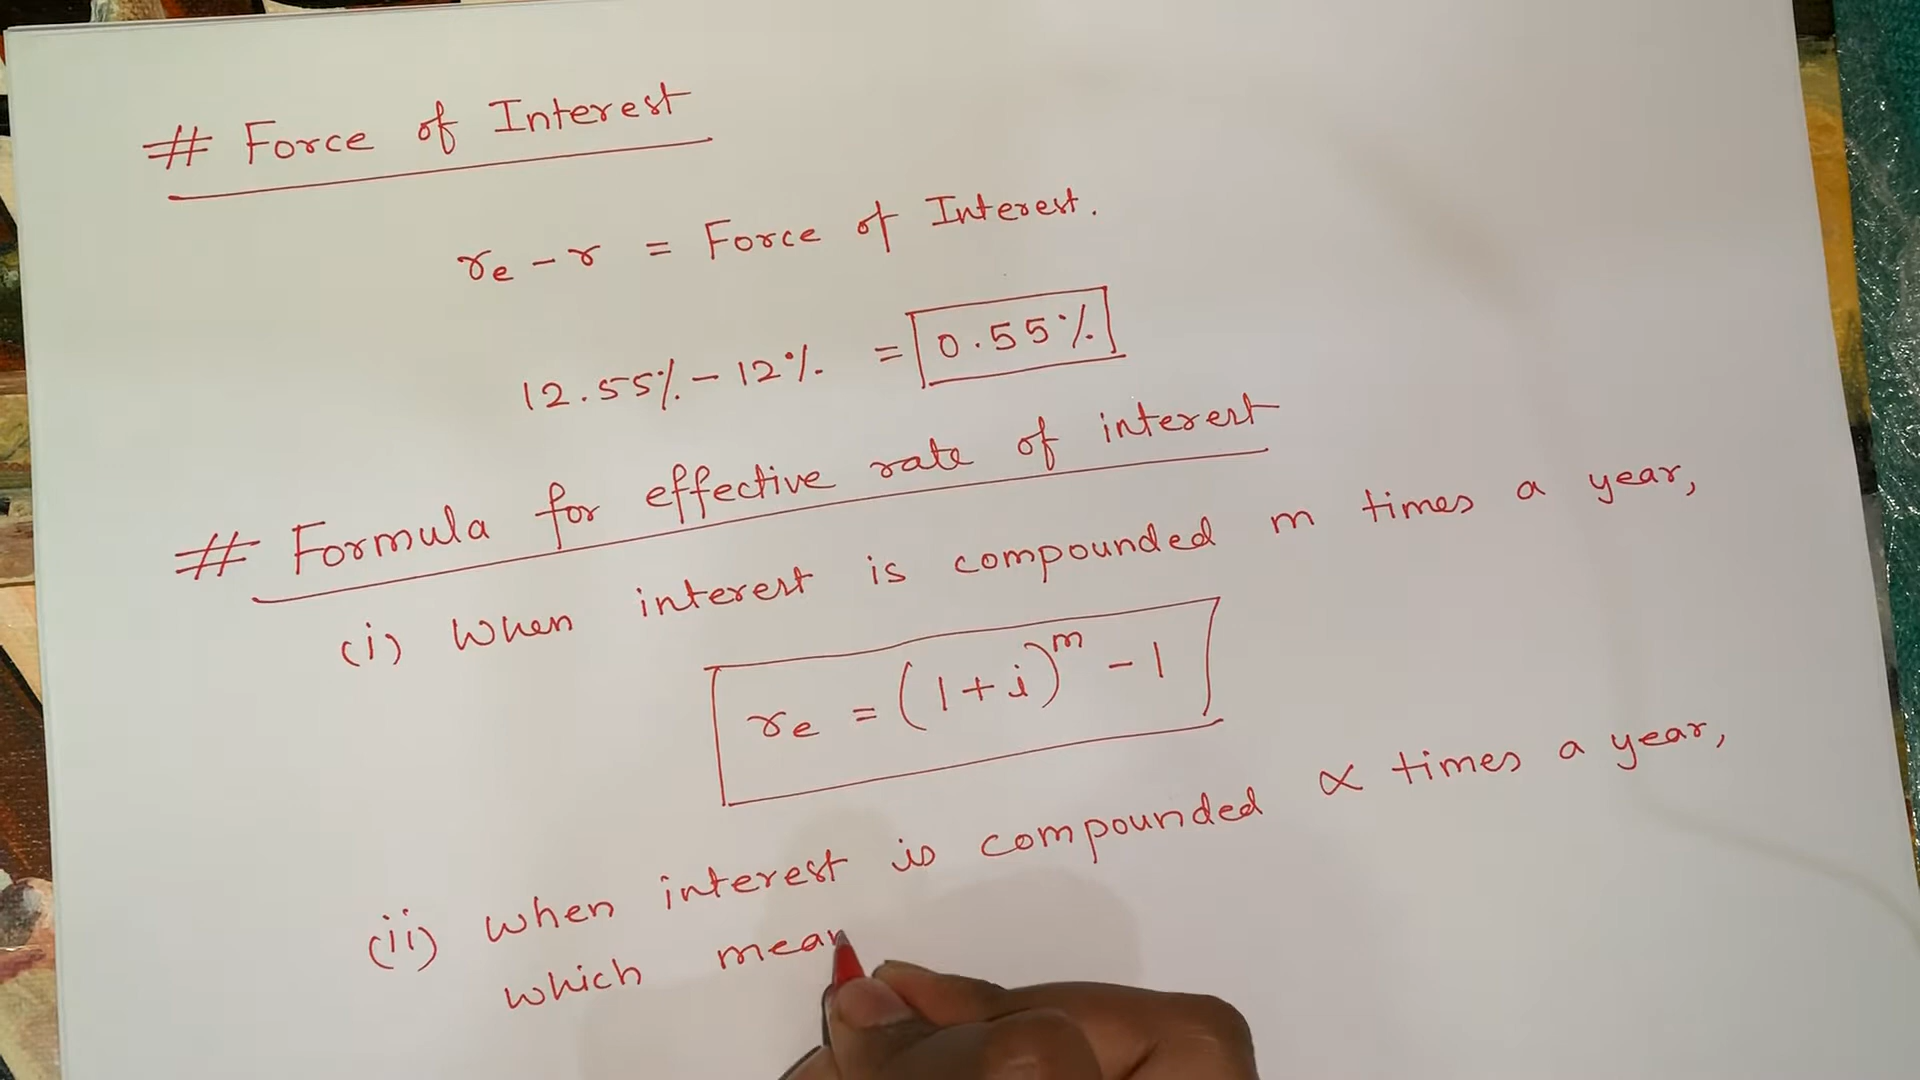 # Force of Interest
re - r = Force of Interest.
12.55% - 12% = 0.55%
# Formula for effective rate of interest
(i) When interest is compounded m times a year,
re = (1+i)^m - 1
(ii) When interest is compounded ∝ times a year,
which mean